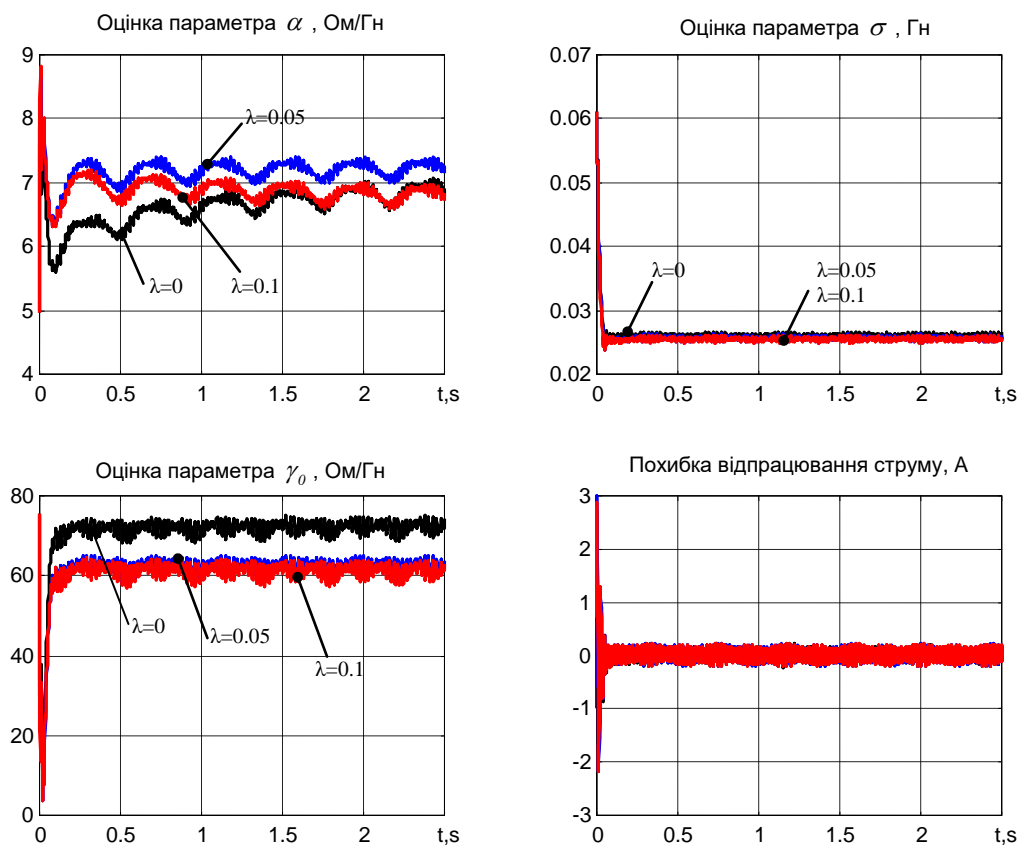 Оцінка параметра α , Ом/Гн
9
8
7
6
5
4
λ=0.05
λ=0
λ=0.1
0 0.5 1 1.5 2 t,s
Оцінка параметра σ , Гн
0.07
0.06
0.05
0.04
0.03
0.02
λ=0
λ=0.05
λ=0.1
0 0.5 1 1.5 2 t,s
Оцінка параметра γ₀ , Ом/Гн
80
60
40
20
0
λ=0
λ=0.05
λ=0.1
0 0.5 1 1.5 2 t,s
Похибка відпрацювання струму, А
3
2
1
0
-1
-2
-3
0 0.5 1 1.5 2 t,s